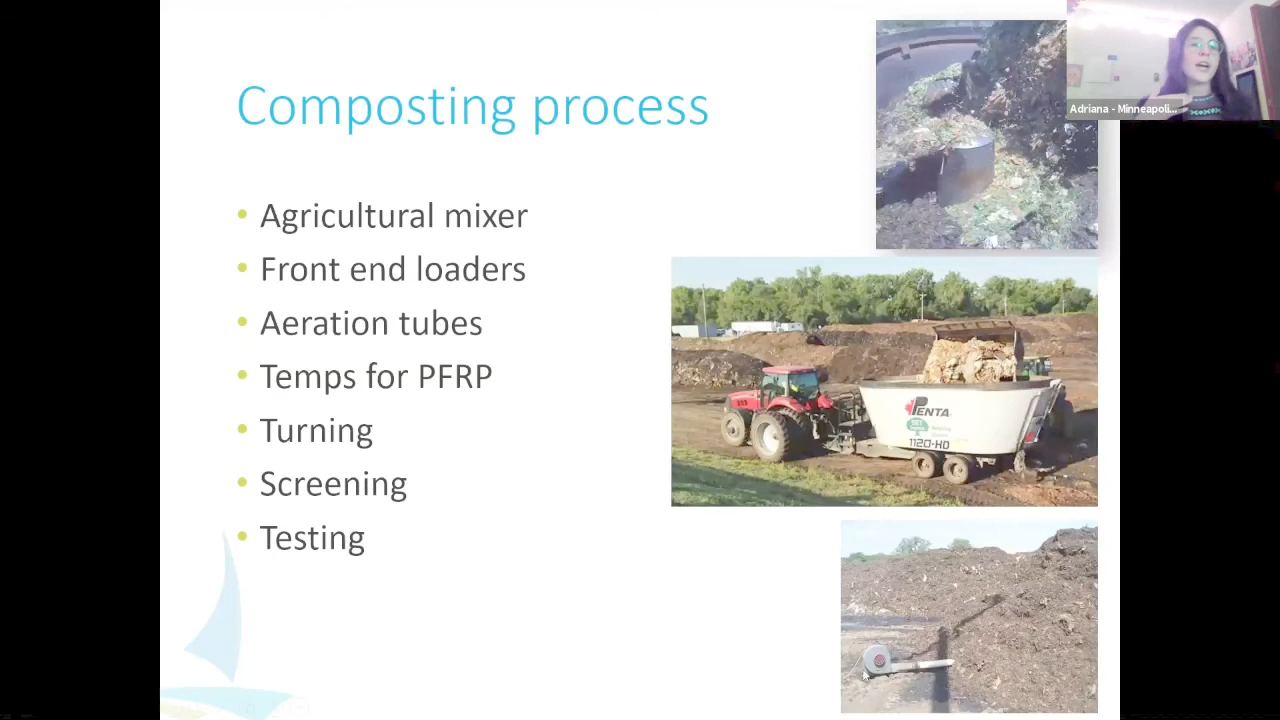 Composting process
Adriana - Minneapoli...
• Agricultural mixer
• Front end loaders
• Aeration tubes
• Temps for PFRP
• Turning
• Screening
• Testing
PENTA
1120-HD